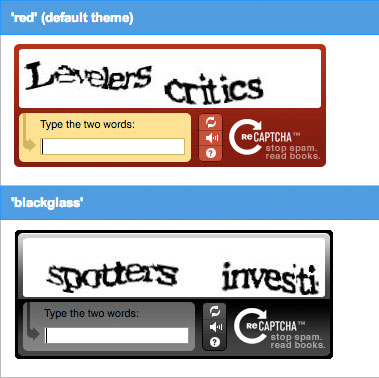 'red' (default theme)
Levelers critics
Type the two words:
reCAPTCHA™
stop spam.
read books.
'blackglass'
spotters investi
Type the two words:
reCAPTCHA™
stop spam.
read books.